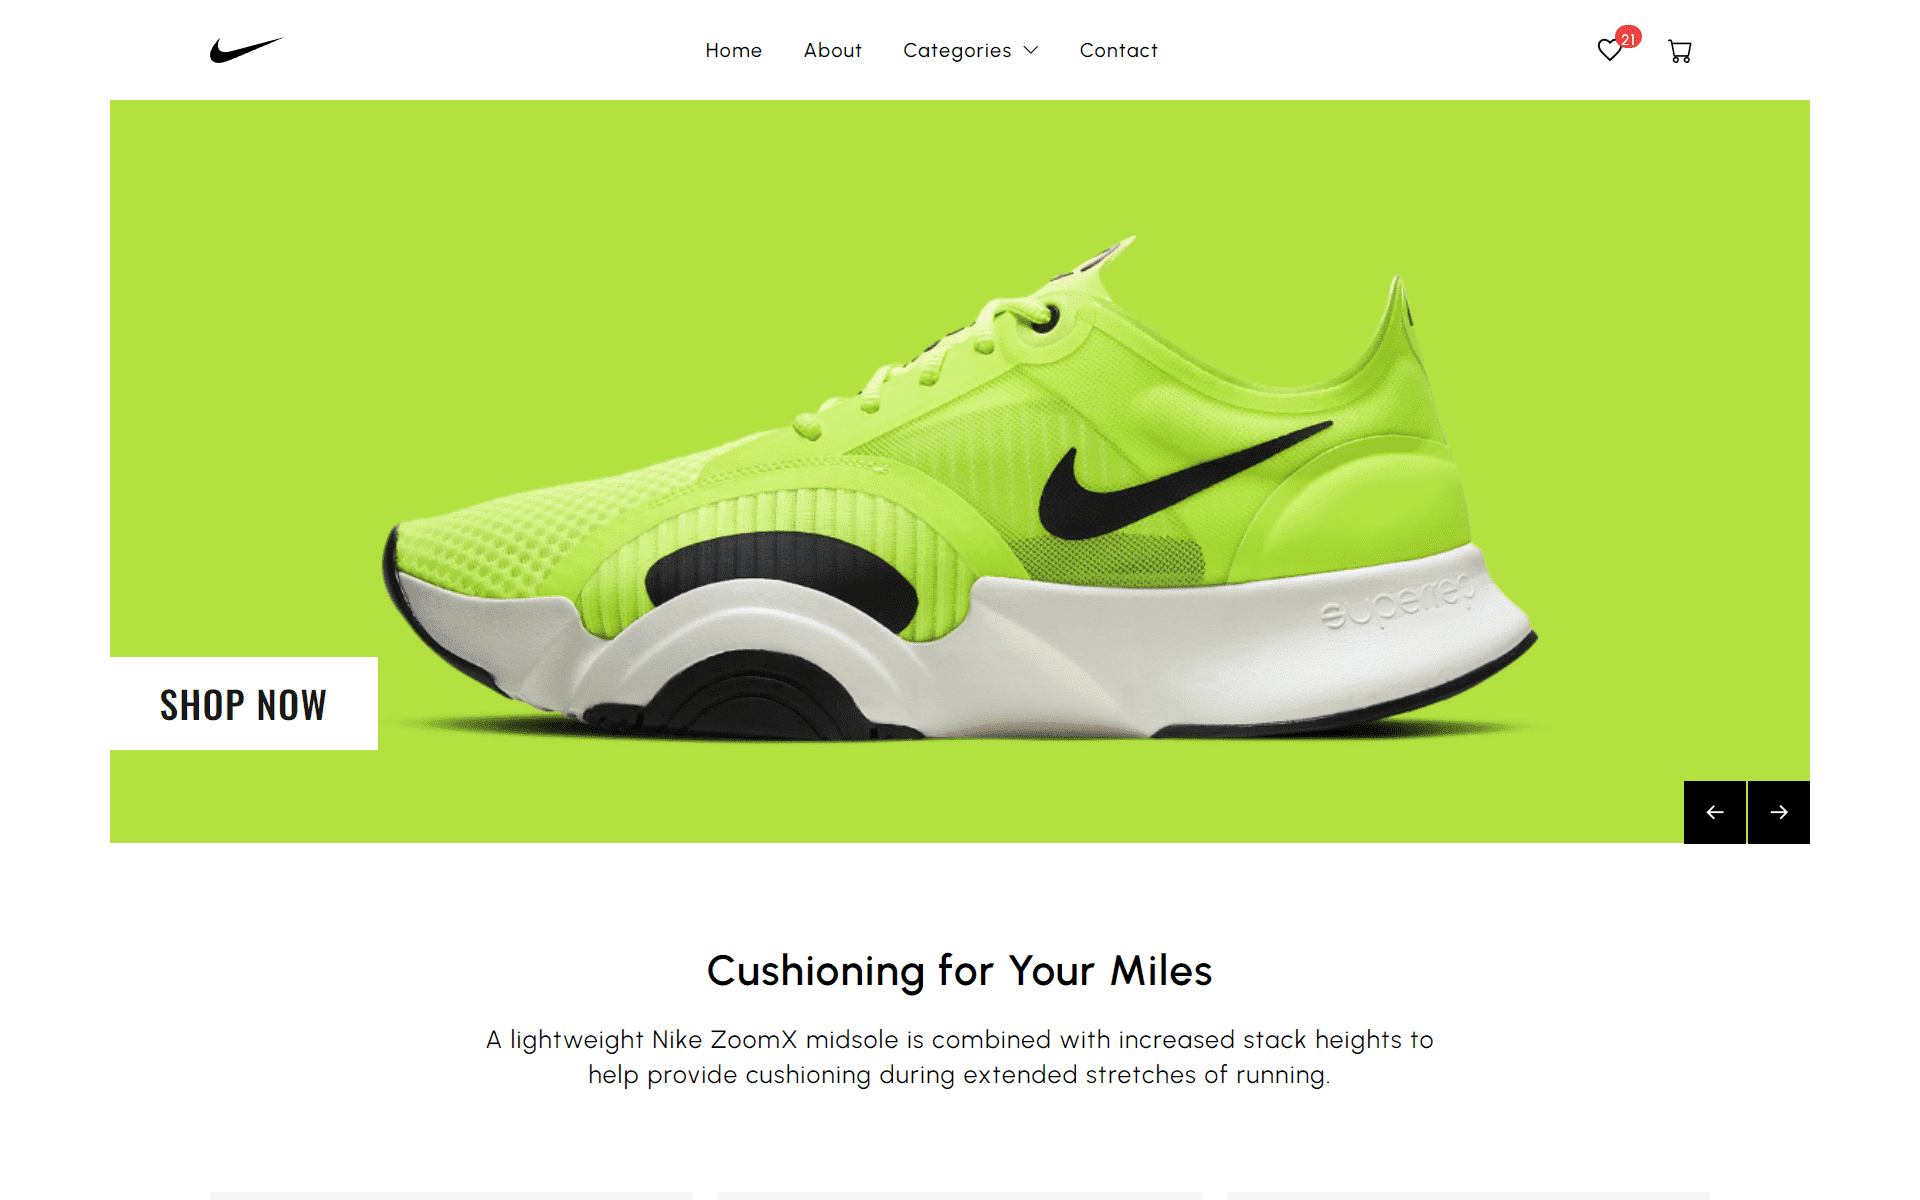 Home About Categories Contact
21
superrep
SHOP NOW
Cushioning for Your Miles
A lightweight Nike ZoomX midsole is combined with increased stack heights to
help provide cushioning during extended stretches of running.